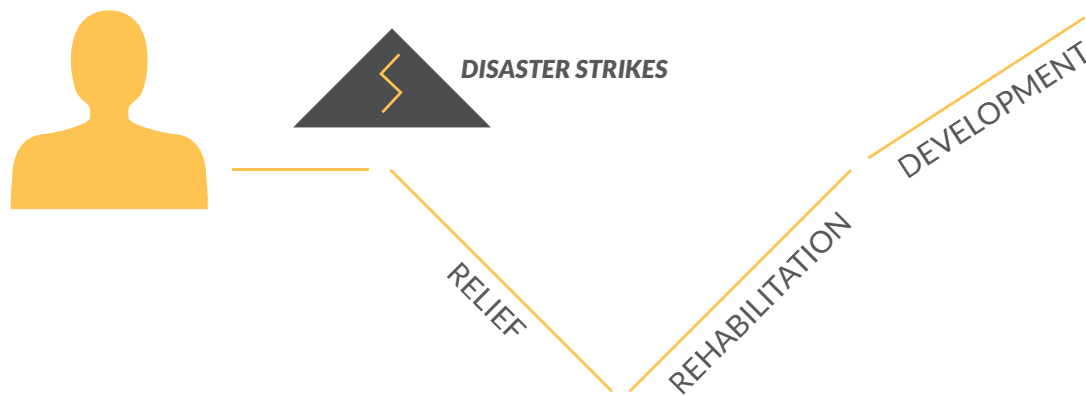 DISASTER STRIKES
RELIEF
REHABILITATION
DEVELOPMENT